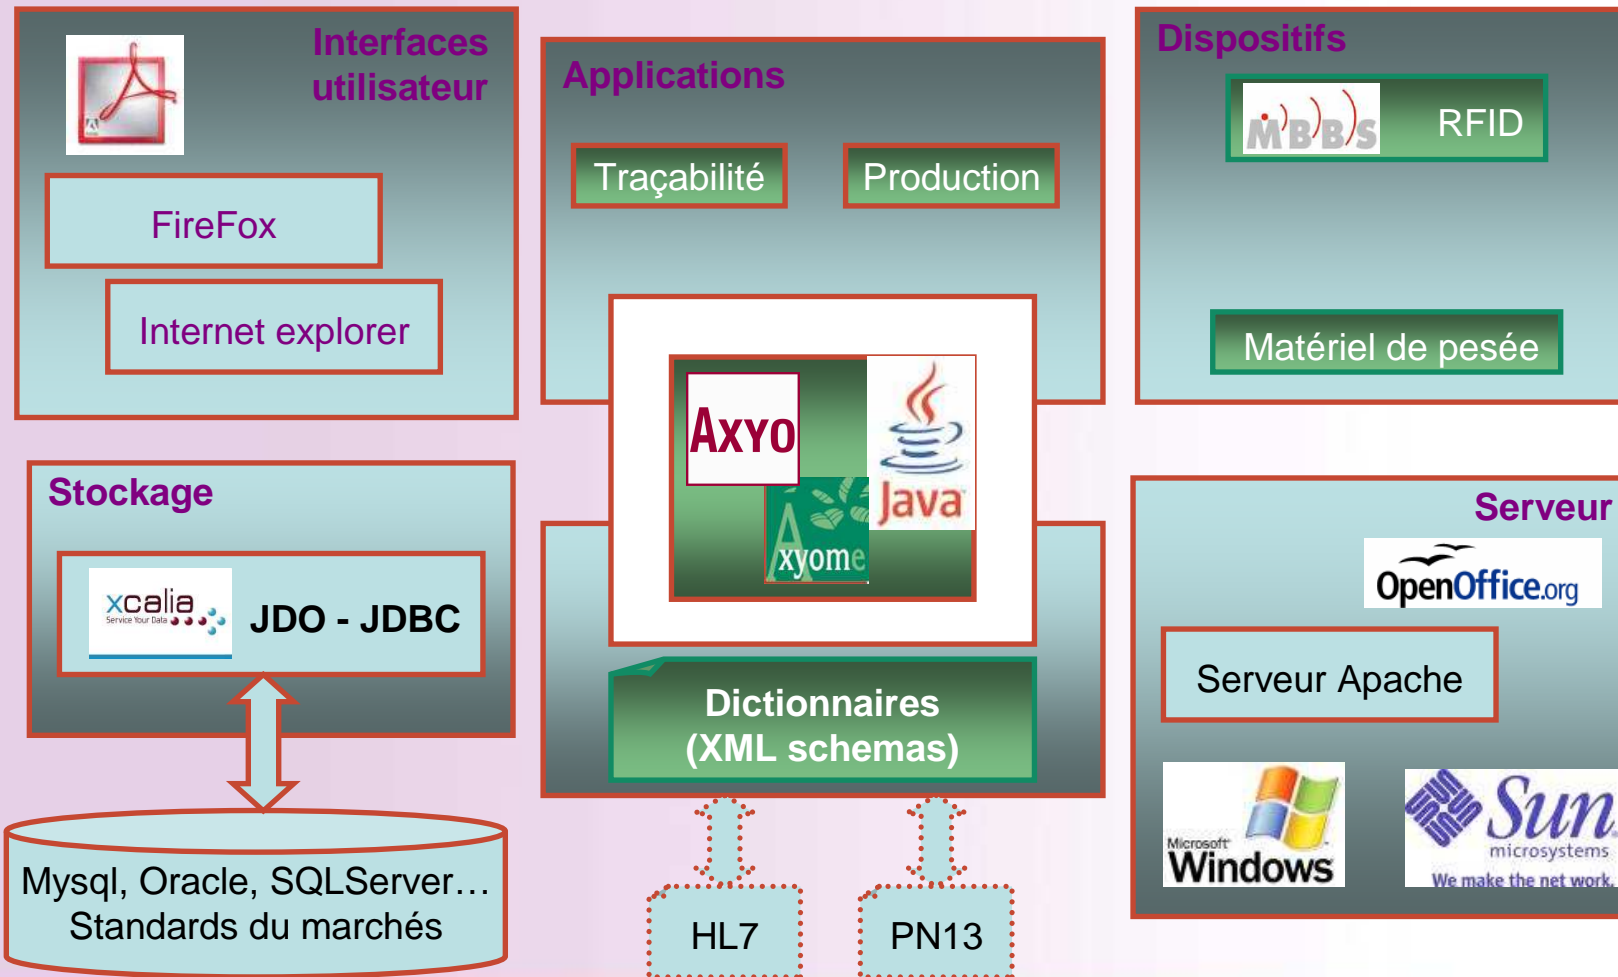 Interfaces
utilisateur
Adobe
FireFox
Internet explorer
Applications
Traçabilité
Production
AXYO
Java
Axyome
Dispositifs
MBBS
RFID
Matériel de pesée
Stockage
xcalia
Service Your Data
JDO - JDBC
Mysql, Oracle, SQLServer…
Standards du marchés
Dictionnaires
(XML schemas)
HL7
PN13
Serveur
OpenOffice.org
Serveur Apache
Microsoft
Windows
Sun
microsystems
We make the net work.